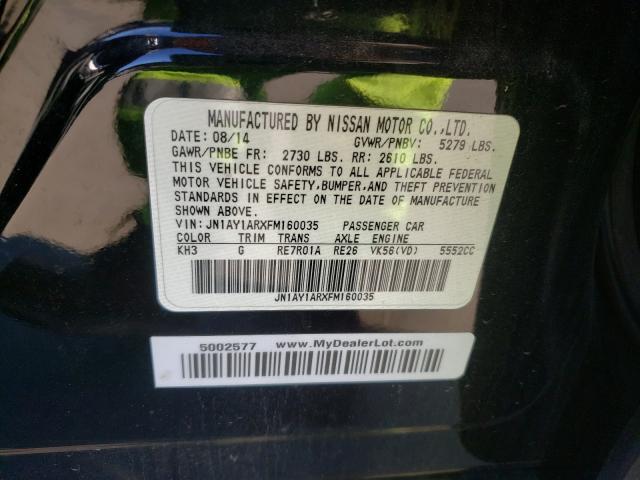 MANUFACTURED BY NISSAN MOTOR CO.,LTD.
DATE: 08/14 GVWR/PNBV: 5279 LBS.
GAWR/PNBE FR: 2730 LBS. RR: 2610 LBS.
THIS VEHICLE CONFORMS TO ALL APPLICABLE FEDERAL
MOTOR VEHICLE SAFETY,BUMPER,AND THEFT PREVENTION
STANDARDS IN EFFECT ON THE DATE OF MANUFACTURE
SHOWN ABOVE.
VIN:JN1AY1ARXFM160035 PASSENGER CAR
COLOR TRIM TRANS AXLE ENGINE
KH3 G RE7R01A RE26 VK56(VD) 5552CC
JN1AY1ARXFM160035
5002577 www.MyDealerLot.com